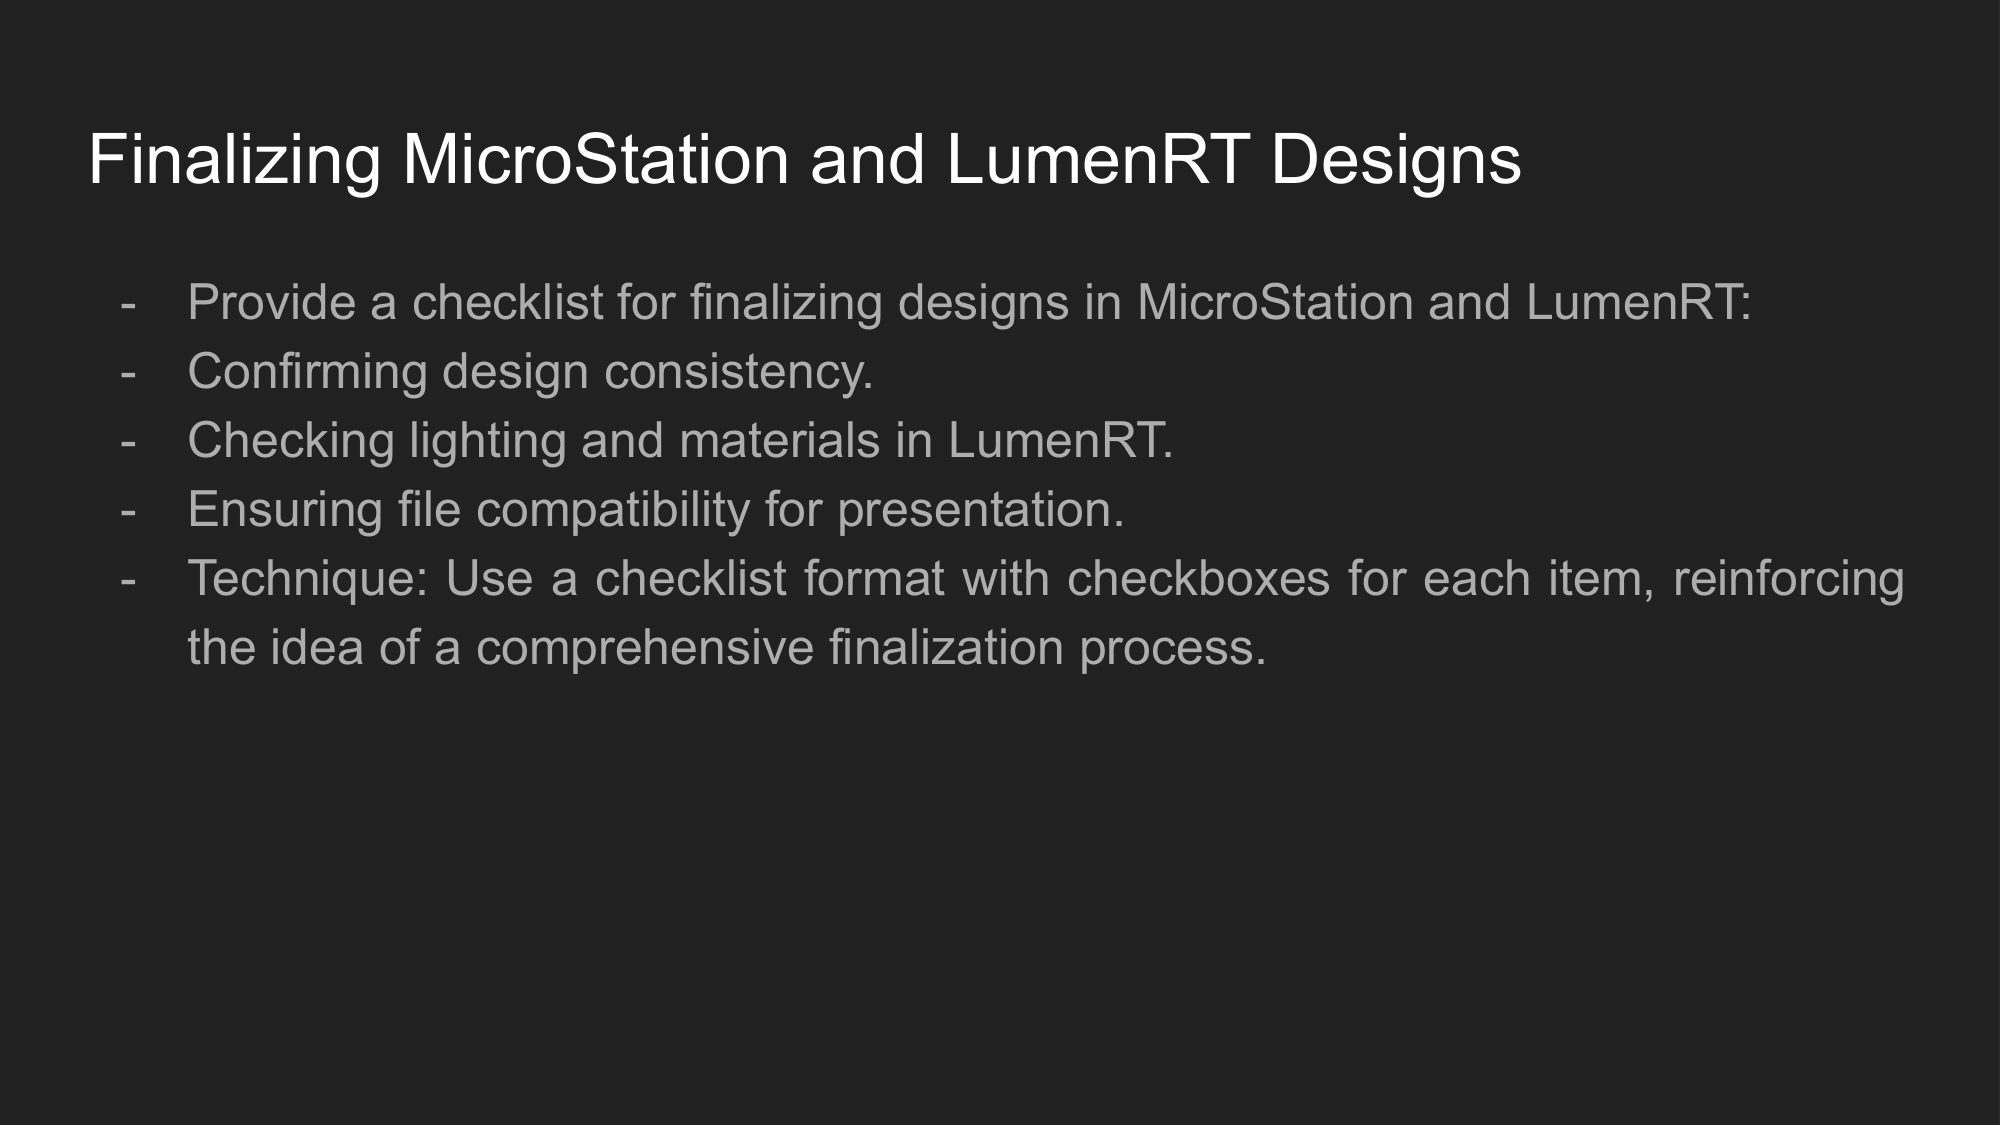 Finalizing MicroStation and LumenRT Designs
- Provide a checklist for finalizing designs in MicroStation and LumenRT:
- Confirming design consistency.
- Checking lighting and materials in LumenRT.
- Ensuring file compatibility for presentation.
- Technique: Use a checklist format with checkboxes for each item, reinforcing
the idea of a comprehensive finalization process.